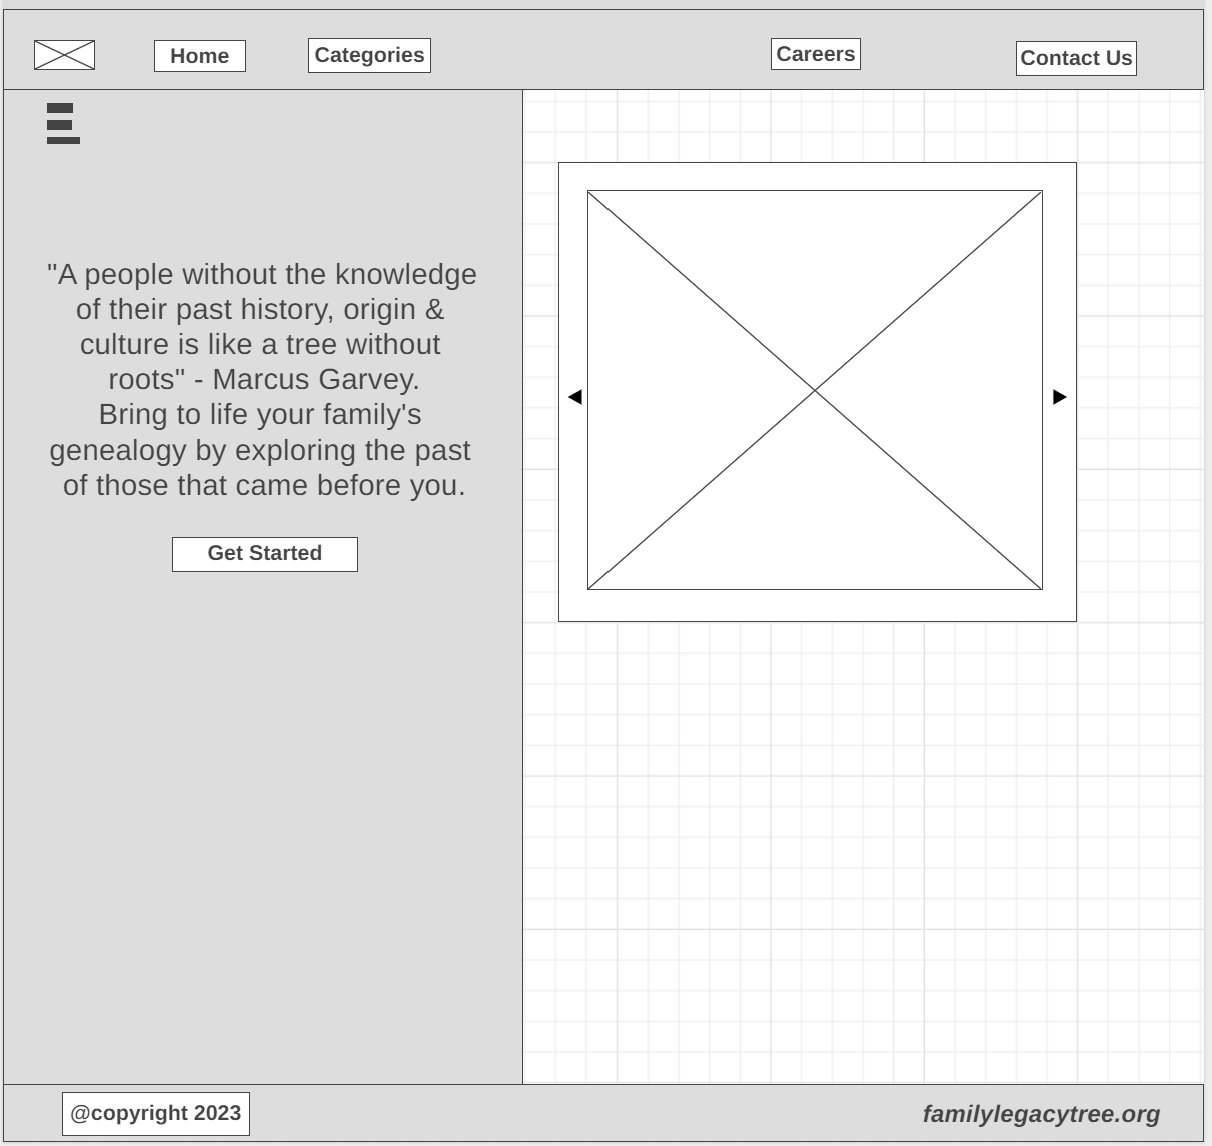 Home
Categories
Careers
Contact Us
"A people without the knowledge
of their past history, origin &
culture is like a tree without
roots" - Marcus Garvey.
Bring to life your family's
genealogy by exploring the past
of those that came before you.
Get Started
@copyright 2023
familylegacytree.org